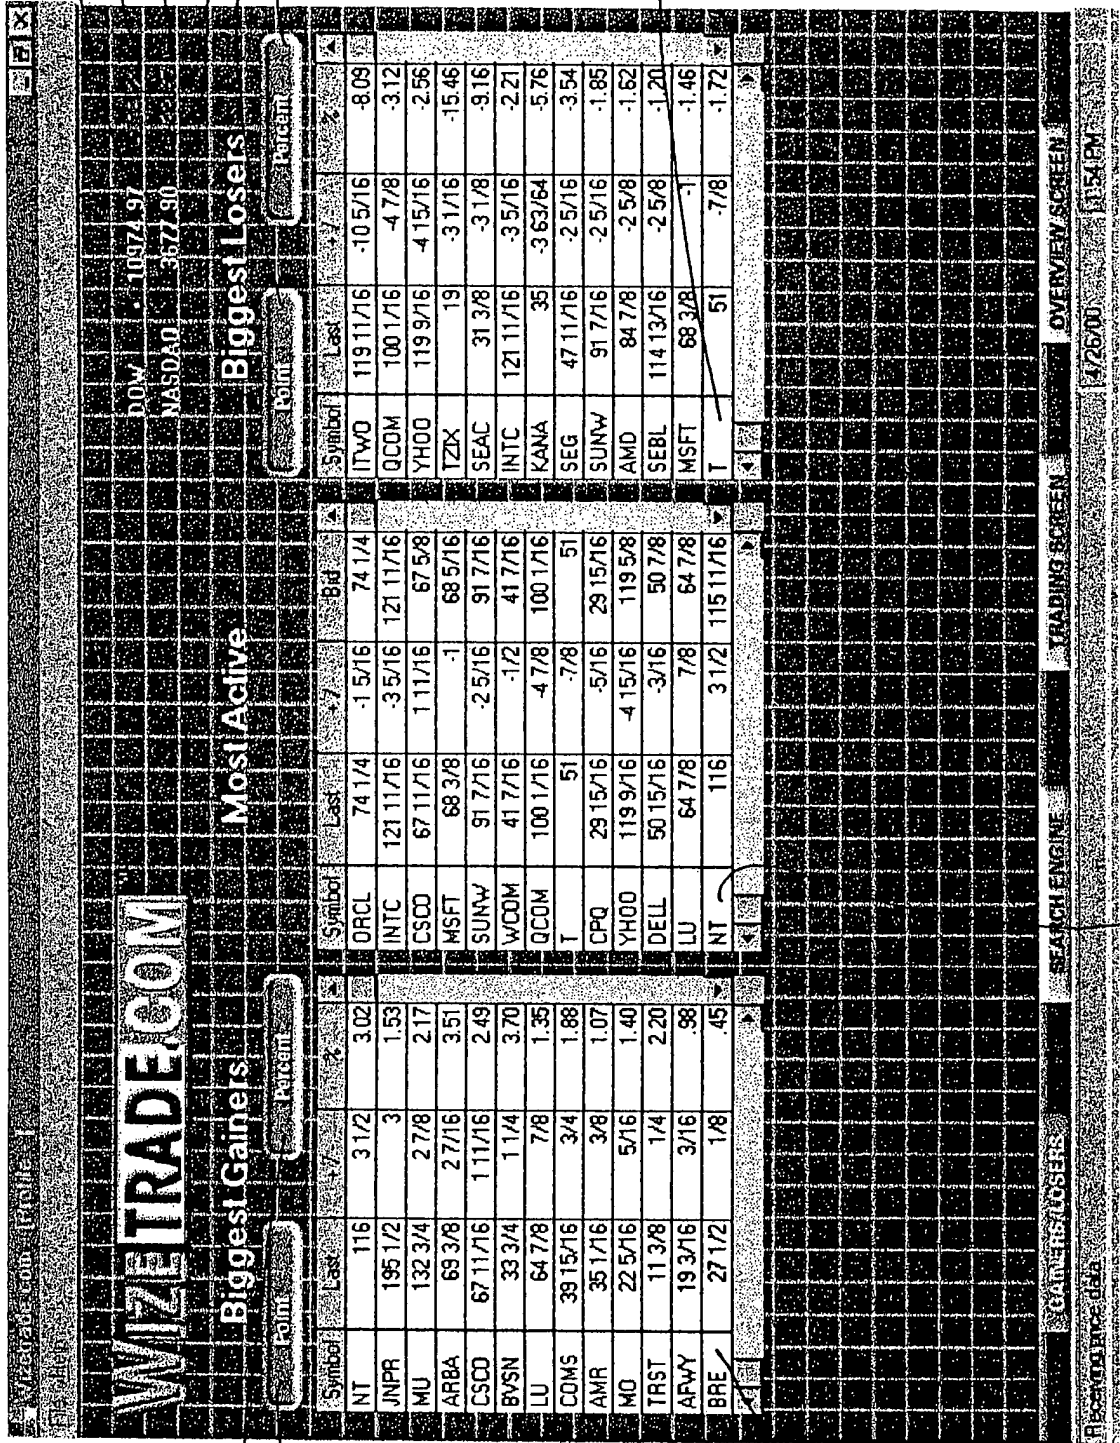 Wizetrade.com Profile
File Help
WIZETRADE.COM™
DOW . 10974.97
NASDAQ 3677.90
Biggest Gainers
Most Active
Biggest Losers
Point Percent
Point Percent
Symbol Last +/- %
NT 116 3 1/2 3.02
JNPR 195 1/2 3 1.53
MU 132 3/4 2 7/8 2.17
ARBA 69 3/8 2 7/16 3.51
CSCO 67 11/16 1 11/16 2.49
BVSN 33 3/4 1 1/4 3.70
LU 64 7/8 7/8 1.35
COMS 39 15/16 3/4 1.88
AMR 35 1/16 3/8 1.07
MO 22 5/16 5/16 1.40
TRST 11 3/8 1/4 2.20
AFWY 19 3/16 3/16 .98
BRE 27 1/2 1/8 .45
Symbol Last +/- Bid
ORCL 74 1/4 -1 5/16 74 1/4
INTC 121 11/16 -3 5/16 121 11/16
CSCO 67 11/16 1 11/16 67 5/8
MSFT 68 3/8 -1 68 5/16
SUNW 91 7/16 -2 5/16 91 7/16
WCOM 41 7/16 -1/2 41 7/16
QCOM 100 1/16 -4 7/8 100 1/16
T 51 -7/8 51
CPQ 29 15/16 -5/16 29 15/16
YHOO 119 9/16 -4 15/16 119 5/8
DELL 50 15/16 -3/16 50 7/8
LU 64 7/8 7/8 64 7/8
NT 116 3 1/2 115 11/16
Symbol Last +/- %
ITWO 119 11/16 -10 5/16 -8.09
QCOM 100 1/16 -4 7/8 -3.12
YHOO 119 9/16 -4 15/16 -2.56
TZIX 19 -3 1/16 -15.46
SEAC 31 3/8 -3 1/8 -9.16
INTC 121 11/16 -3 5/16 -2.21
KANA 35 -3 63/64 -5.76
SEG 47 11/16 -2 5/16 -3.54
SUNW 91 7/16 -2 5/16 -1.85
AMD 84 7/8 -2 5/8 -1.62
SEBL 114 13/16 -2 5/8 -1.20
MSFT 68 3/8 -1 -1.46
T 51 -7/8 -1.72
GAINERS/LOSERS SEARCH ENGINE TRADING SCREEN OVERVIEW SCREEN
Receiving price data 4/26/00 1:54 PM